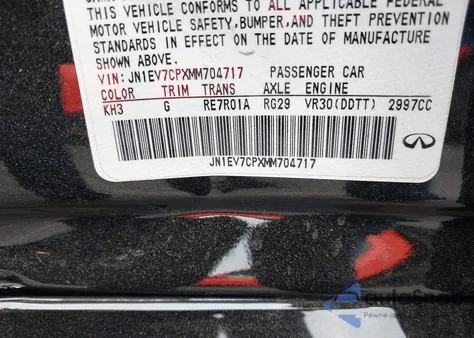 THIS VEHICLE CONFORMS TO ALL APPLICABLE FEDERAL
MOTOR VEHICLE SAFETY, BUMPER, AND THEFT PREVENTION
STANDARDS IN EFFECT ON THE DATE OF MANUFACTURE
SHOWN ABOVE.
VIN: JN1EV7CPXMM704717 PASSENGER CAR
COLOR TRIM TRANS AXLE ENGINE
KH3 G RE7R01A RG29 VR30(DDTT) 2997CC
JN1EV7CPXMM704717